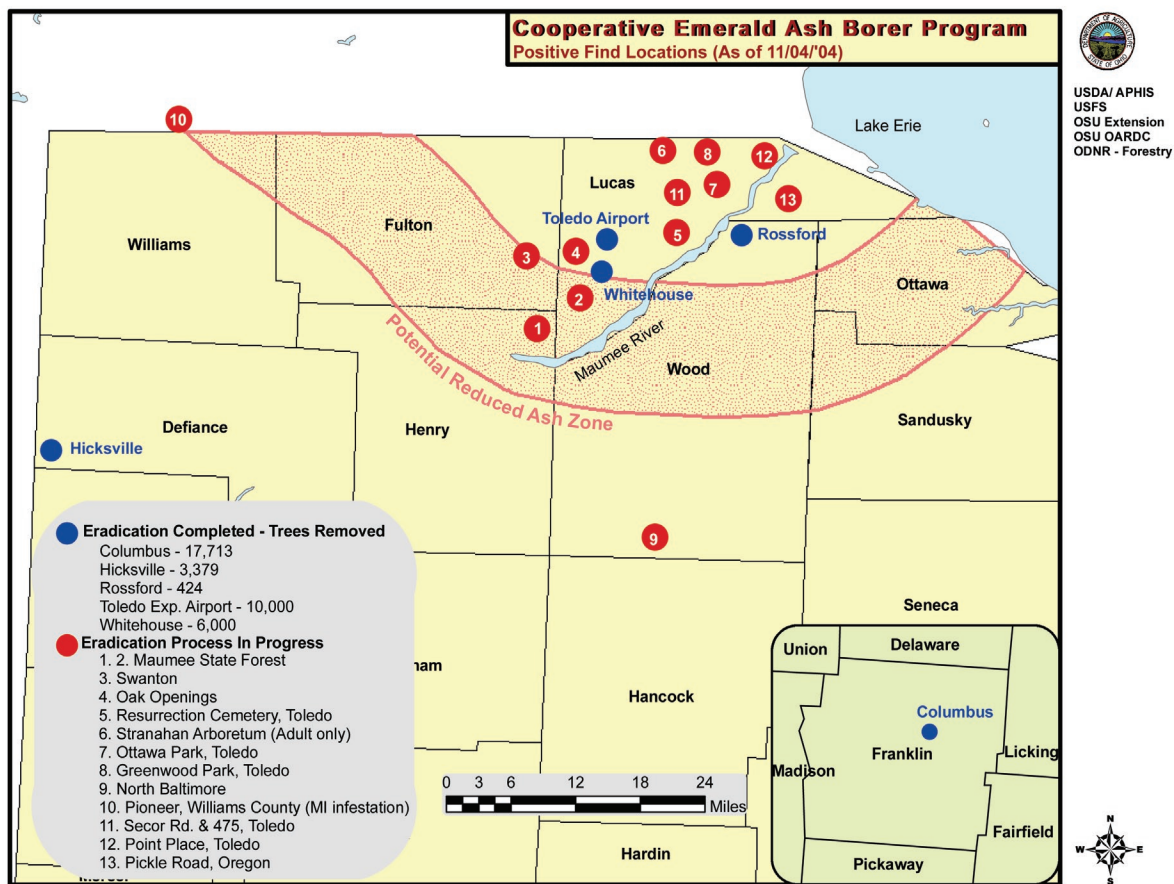 Cooperative Emerald Ash Borer Program
Positive Find Locations (As of 11/04/'04)
DEPARTMENT OF AGRICULTURE
STATE OF OHIO
USDA/ APHIS
USFS
OSU Extension
OSU OARDC
ODNR - Forestry
Lake Erie
10
6
8
12
Lucas
11
7
13
Fulton
Toledo Airport
Williams
5
Rossford
3
4
Ottawa
Whitehouse
2
1
Maumee River
Wood
Potential Reduced Ash Zone
Defiance
Henry
Sandusky
Hicksville
9
Eradication Completed - Trees Removed
Columbus - 17,713
Hicksville - 3,379
Rossford - 424
Toledo Exp. Airport - 10,000
Whitehouse - 6,000
Eradication Process In Progress
1. 2. Maumee State Forest
3. Swanton
4. Oak Openings
5. Resurrection Cemetery, Toledo
6. Stranahan Arboretum (Adult only)
7. Ottawa Park, Toledo
8. Greenwood Park, Toledo
9. North Baltimore
10. Pioneer, Williams County (MI infestation)
11. Secor Rd. & 475, Toledo
12. Point Place, Toledo
13. Pickle Road, Oregon
Seneca
nam
Hancock
0 3 6 12 18 24
Miles
Hardin
Union
Delaware
Columbus
Franklin
Licking
Madison
Fairfield
Pickaway
N
W E
S